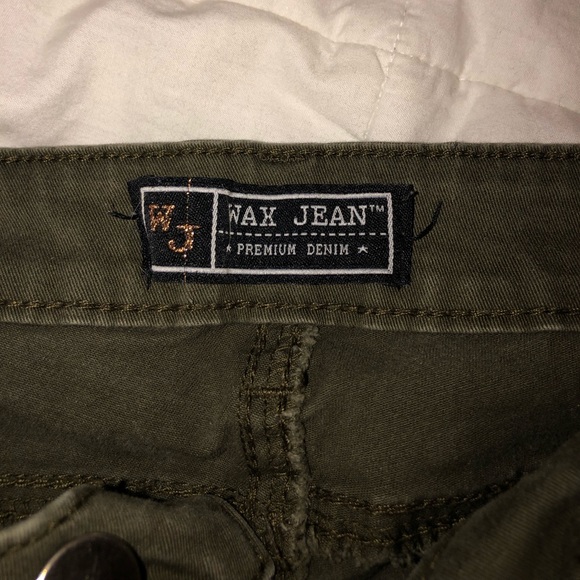 WJ
WAX JEAN™
★ PREMIUM DENIM ★